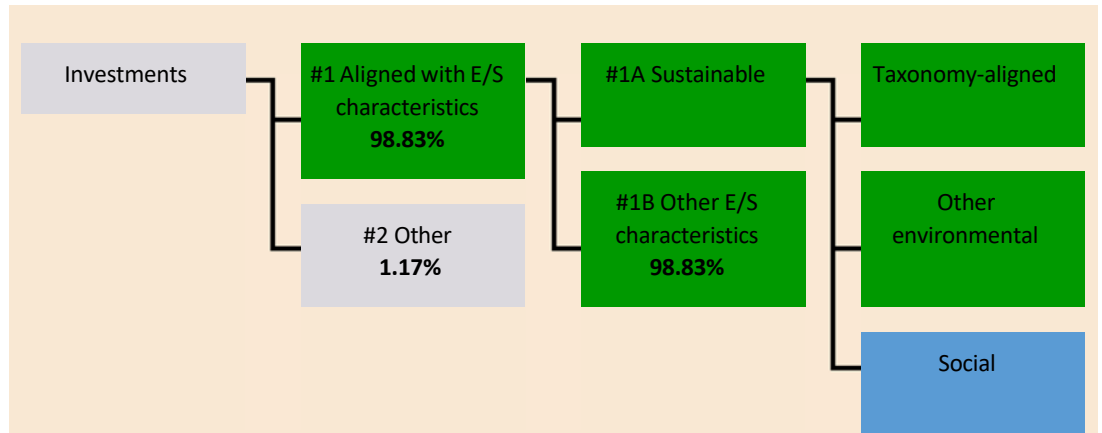 Investments
#1 Aligned with E/S
characteristics
98.83%
#2 Other
1.17%
#1A Sustainable
#1B Other E/S
characteristics
98.83%
Taxonomy-aligned
Other
environmental
Social